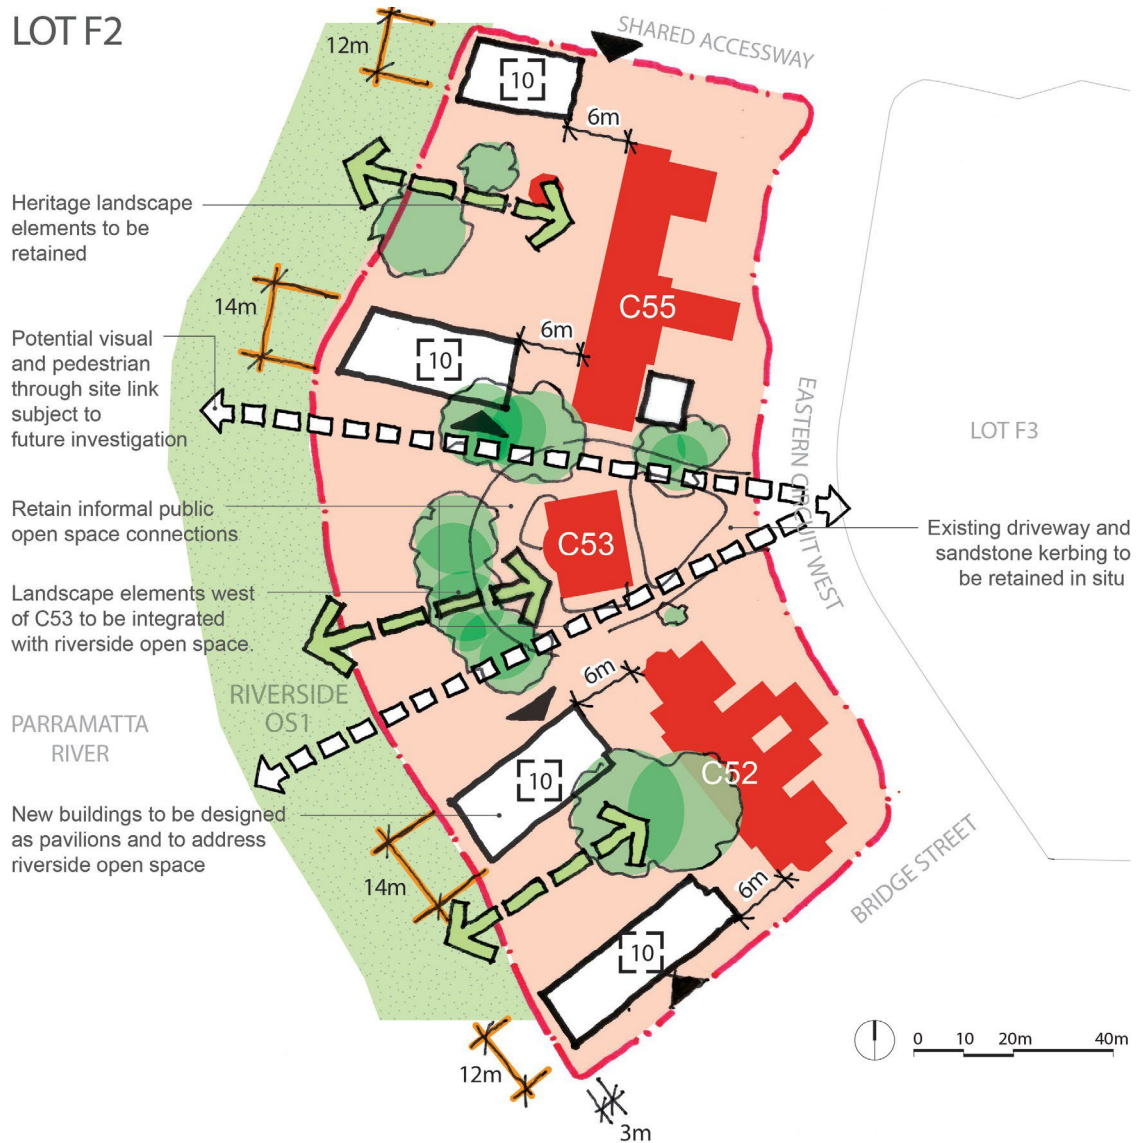 LOT F2
SHARED ACCESSWAY
12m
10
6m
Heritage landscape
elements to be
retained
14m
C55
Potential visual
and pedestrian
through site link
subject to
future investigation
10
6m
EASTERN CIRCUIT WEST
LOT F3
Retain informal public
open space connections
C53
Existing driveway and
sandstone kerbing to
be retained in situ
Landscape elements west
of C53 to be integrated
with riverside open space.
RIVERSIDE
OS1
PARRAMATTA
RIVER
6m
C52
10
New buildings to be designed
as pavilions and to address
riverside open space
14m
6m
BRIDGE STREET
10
12m
3m
0 10 20m 40m